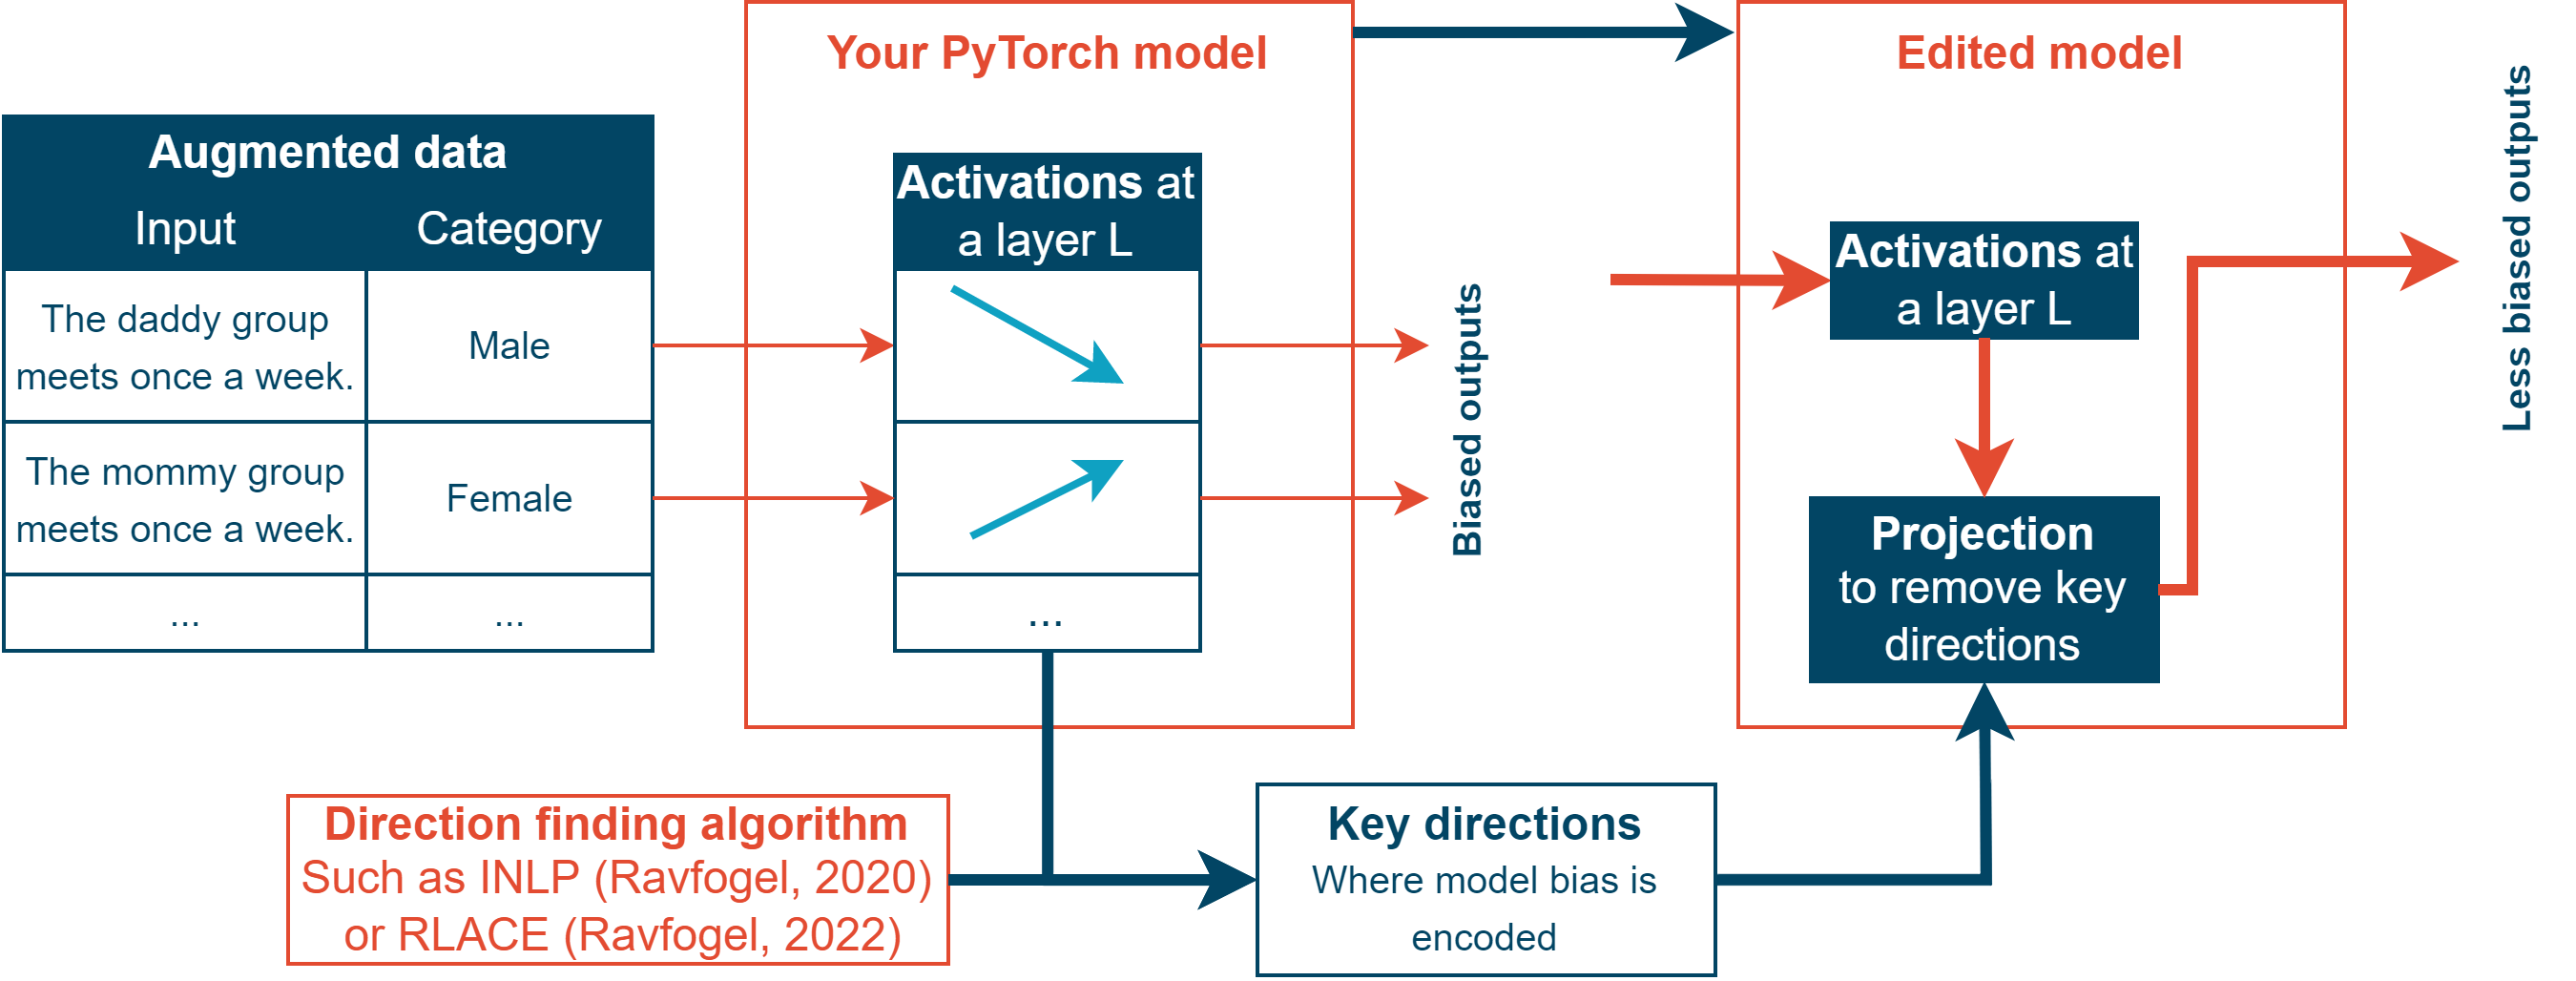 Augmented data
Input
Category
The daddy group
meets once a week.
Male
The mommy group
meets once a week.
Female
...
...
Your PyTorch model
Activations at
a layer L
...
Biased outputs
Edited model
Activations at
a layer L
Projection
to remove key
directions
Less biased outputs
Direction finding algorithm
Such as INLP (Ravfogel, 2020)
or RLACE (Ravfogel, 2022)
Key directions
Where model bias is
encoded